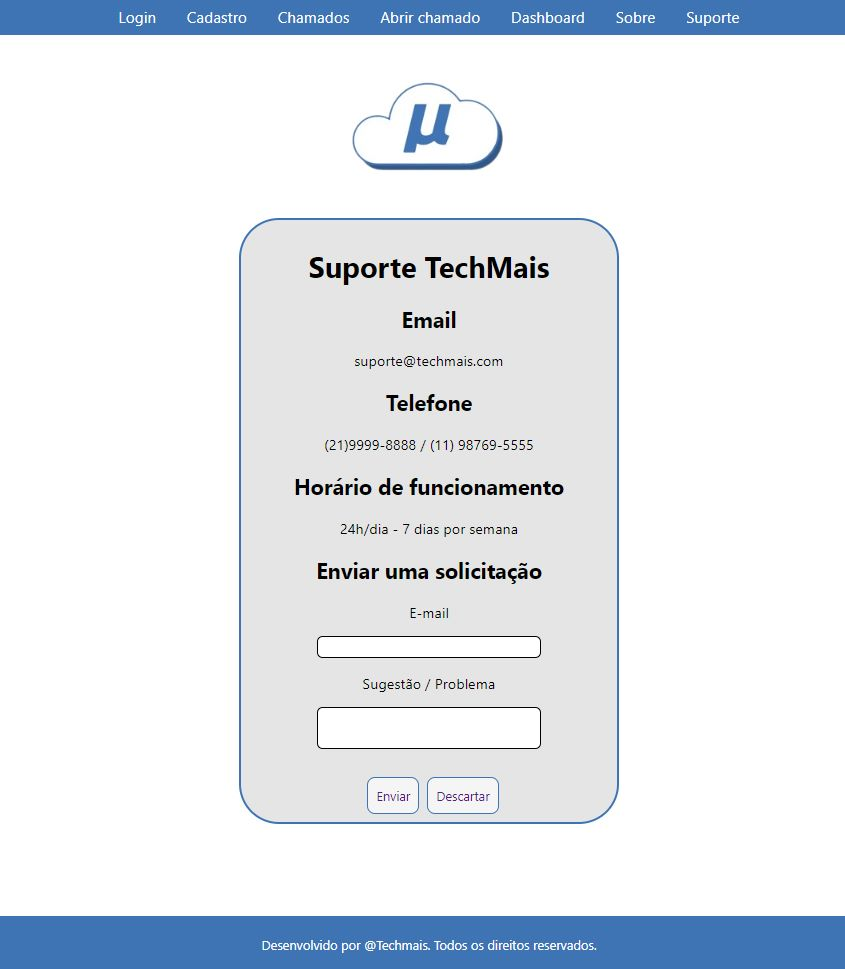 Login Cadastro Chamados Abrir chamado Dashboard Sobre Suporte
µ
Suporte TechMais
Email
suporte@techmais.com
Telefone
(21)9999-8888 / (11) 98769-5555
Horário de funcionamento
24h/dia - 7 dias por semana
Enviar uma solicitação
E-mail
Sugestão / Problema
Enviar Descartar
Desenvolvido por @Techmais. Todos os direitos reservados.